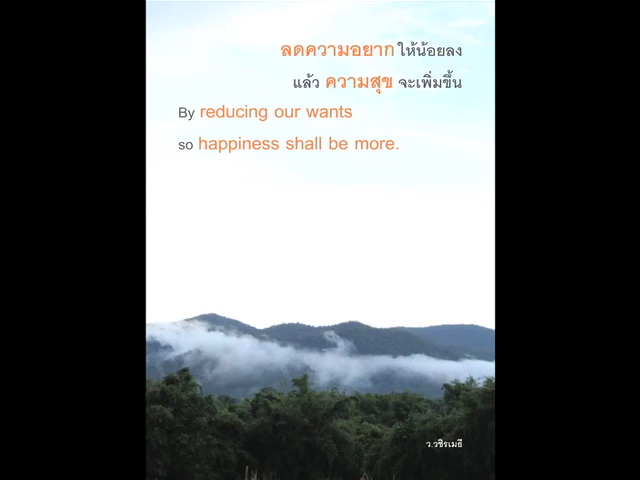 ลดความอยากให้น้อยลง
แล้ว ความสุข จะเพิ่มขึ้น
By reducing our wants
so happiness shall be more.
ว.วชิรเมธี